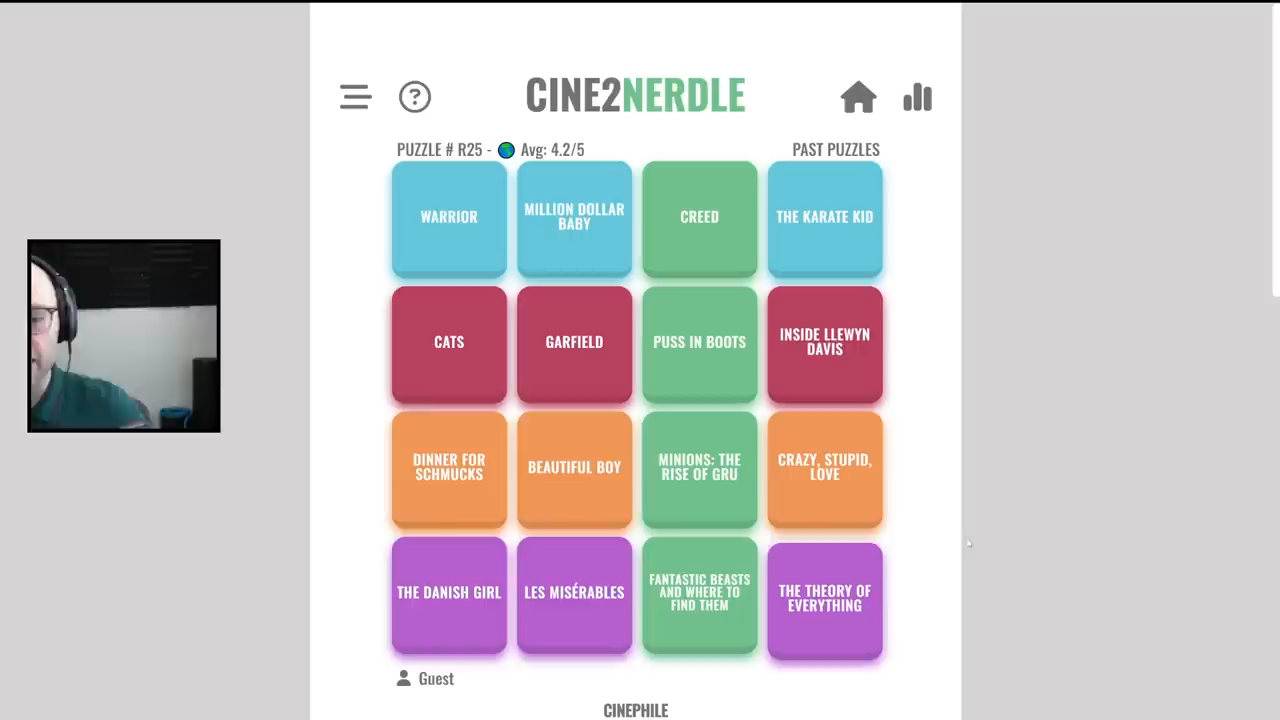 ?
CINE2NERDLE
PUZZLE # R25 - Avg: 4.2/5
PAST PUZZLES
WARRIOR
MILLION DOLLAR
BABY
CREED
THE KARATE KID
CATS
GARFIELD
PUSS IN BOOTS
INSIDE LLEWYN
DAVIS
DINNER FOR
SCHMUCKS
BEAUTIFUL BOY
MINIONS: THE
RISE OF GRU
CRAZY, STUPID,
LOVE
THE DANISH GIRL
LES MISÉRABLES
FANTASTIC BEASTS
AND WHERE TO
FIND THEM
THE THEORY OF
EVERYTHING
Guest
CINEPHILE